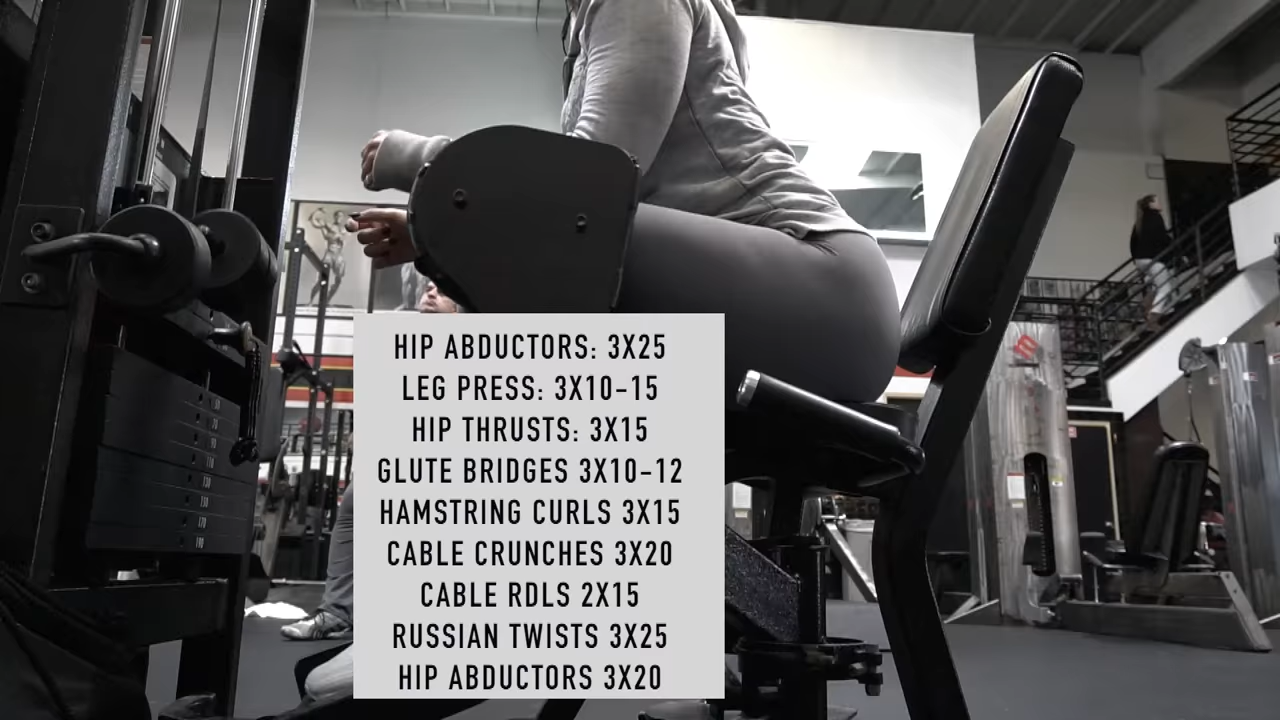 HIP ABDUCTORS: 3X25
LEG PRESS: 3X10-15
HIP THRUSTS: 3X15
GLUTE BRIDGES 3X10-12
HAMSTRING CURLS 3X15
CABLE CRUNCHES 3X20
CABLE RDLS 2X15
RUSSIAN TWISTS 3X25
HIP ABDUCTORS 3X20